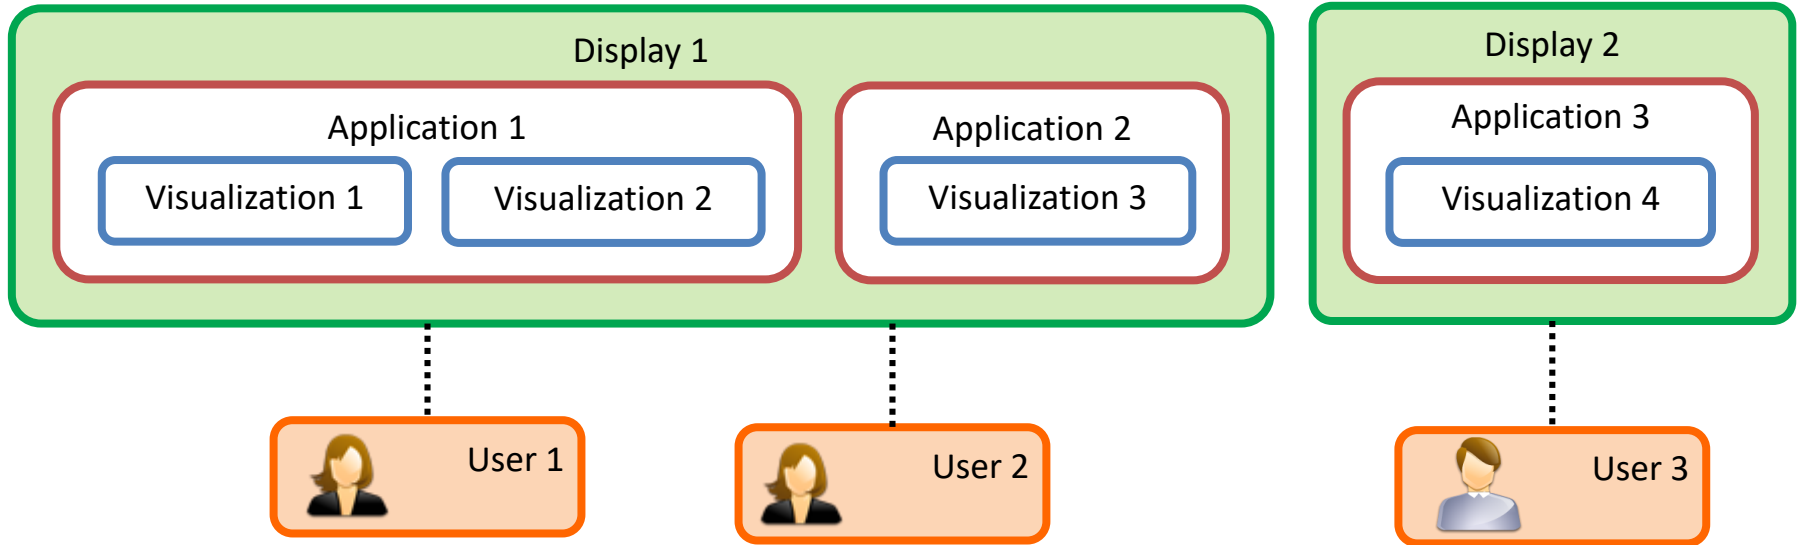 Display 1
Application 1
Visualization 1
Visualization 2
Application 2
Visualization 3
Display 2
Application 3
Visualization 4
User 1
User 2
User 3